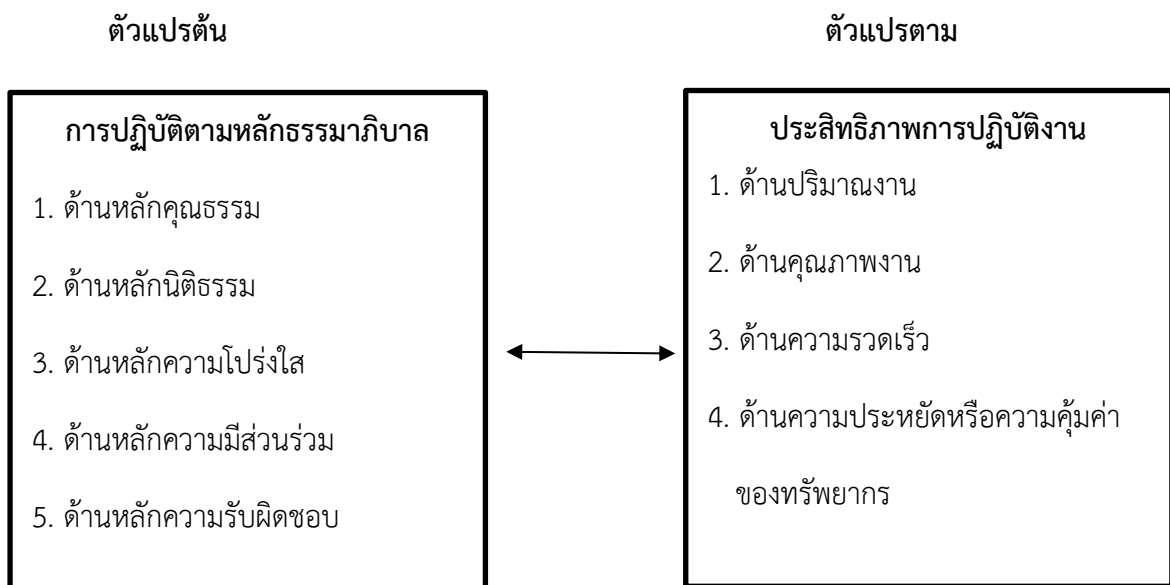 ตัวแปรต้น
ตัวแปรตาม
การปฏิบัติตามหลักธรรมาภิบาล
1. ด้านหลักคุณธรรม
2. ด้านหลักนิติธรรม
3. ด้านหลักความโปร่งใส
4. ด้านหลักความมีส่วนร่วม
5. ด้านหลักความรับผิดชอบ
ประสิทธิภาพการปฏิบัติงาน
1. ด้านปริมาณงาน
2. ด้านคุณภาพงาน
3. ด้านความรวดเร็ว
4. ด้านความประหยัดหรือความคุ้มค่า
ของทรัพยากร